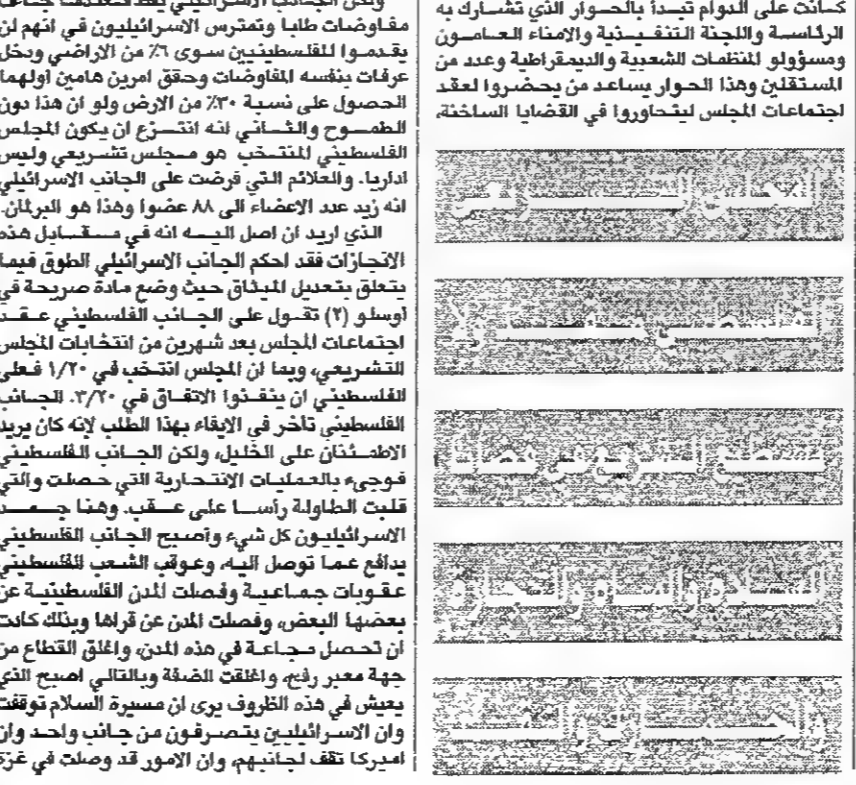 كانت على الدوام تبدأ بالحوار الذي تشارك به
الرئاسة واللجنة التنفيذية والامناء العامون
ومسؤولو المنظمات الشعبية والديمقراطية وعدد من
المستقلين وهذا الحوار يساعد من يحضروا لعقد
اجتماعات المجلس ليتحاوروا في القضايا الساخنة،
مفاوضات طابا وتمترس الاسرائيليون في انهم لن
يقدموا للفلسطينيين سوى ٦٪ من الاراضي ودخل
عرفات بنفسه المفاوضات وحقق امرين هامين اولهما
الحصول على نسبة ٣٠٪ من الارض ولو ان هذا دون
الطموح والثاني انه انتزع ان يكون المجلس
الفلسطيني المنتخب هو مجلس تشريعي وليس
اداريا. والعلائم التي فرضت على الجانب الاسرائيلي
انه زيد عدد الاعضاء الى ٨٨ عضوا وهذا هو البرلمان.
الذي اريد ان اصل اليه انه في مقابل هذه
الانجازات فقد احكم الجانب الاسرائيلي الطوق فيما
يتعلق بتعديل الميثاق حيث وضع مادة صريحة في
اوسلو (٢) تقول على الجانب الفلسطيني عقد
اجتماعات المجلس بعد شهرين من انتخابات المجلس
التشريعي، وبما ان المجلس انتخب في ١/٢٠ فعلى
الفلسطيني ان ينفذوا الاتفاق في ٣/٢٠. الجانب
الفلسطيني تأخر في الايفاء بهذا الطلب لانه كان يريد
الاطمئنان على الخليل، ولكن الجانب الفلسطيني
فوجىء بالعمليات الانتحارية التي حصلت والتي
قلبت الطاولة رأسا على عقب. وهنا جمد
الاسرائيليون كل شيء وأصبح الجانب الفلسطيني
يدافع عما توصل اليه، وعوقب الشعب الفلسطيني
عقوبات جماعية وفصلت المدن الفلسطينية عن
بعضها البعض، وفصلت المدن عن قراها وبذلك كادت
ان تحصل مجاعة في هذه المدن، واغلق القطاع من
جهة معبر رفح، واغلقت الضفة وبالتالي اصبح الذي
يعيش في هذه الظروف يرى ان مسيرة السلام توقفت
وان الاسرائيليين يتصرفون من جانب واحد وان
اميركا تقف لجانبهم، وان الامور قد وصلت في غزة